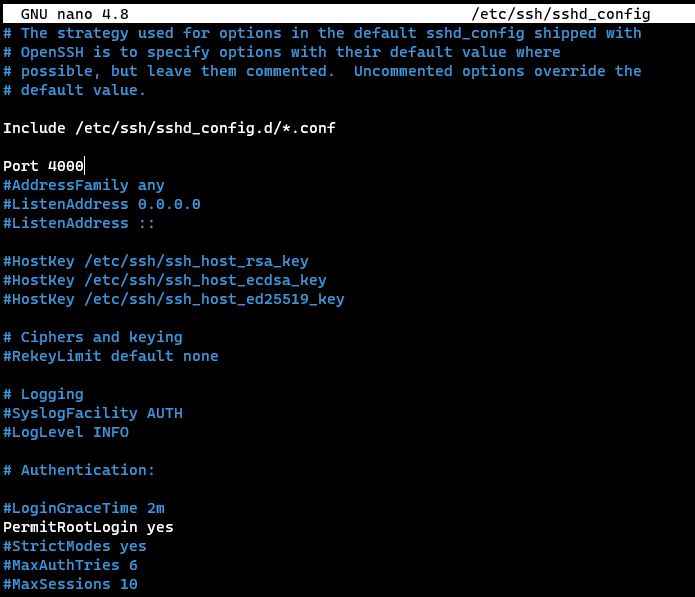 GNU nano 4.8 /etc/ssh/sshd_config
# The strategy used for options in the default sshd_config shipped with
# OpenSSH is to specify options with their default value where
# possible, but leave them commented.  Uncommented options override the
# default value.

Include /etc/ssh/sshd_config.d/*.conf

Port 4000
#AddressFamily any
#ListenAddress 0.0.0.0
#ListenAddress ::

#HostKey /etc/ssh/ssh_host_rsa_key
#HostKey /etc/ssh/ssh_host_ecdsa_key
#HostKey /etc/ssh/ssh_host_ed25519_key

# Ciphers and keying
#RekeyLimit default none

# Logging
#SyslogFacility AUTH
#LogLevel INFO

# Authentication:

#LoginGraceTime 2m
PermitRootLogin yes
#StrictModes yes
#MaxAuthTries 6
#MaxSessions 10